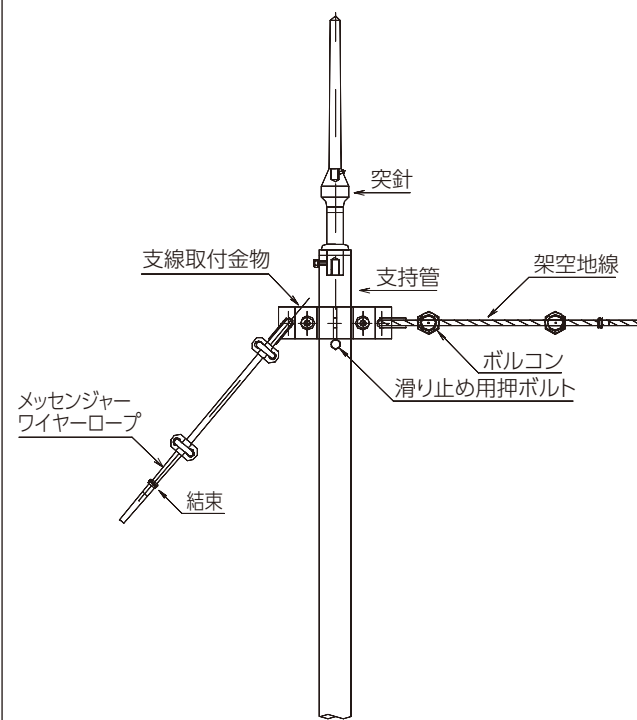 突針
支線取付金物
支持管
架空地線
ボルコン
滑り止め用押ボルト
メッセンジャー
ワイヤーロープ
結束